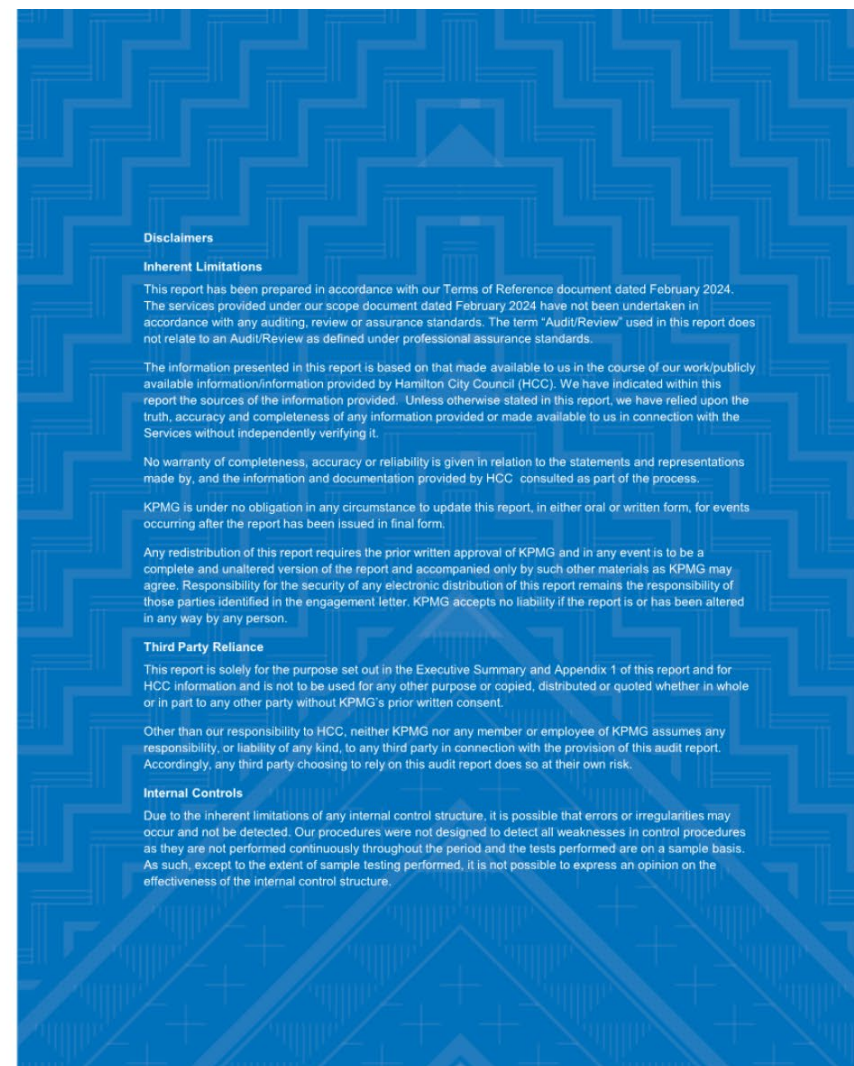 Disclaimers
Inherent Limitations
This report has been prepared in accordance with our Terms of Reference document dated February 2024.
The services provided under our scope document dated February 2024 have not been undertaken in
accordance with any auditing, review or assurance standards. The term “Audit/Review” used in this report does
not relate to an Audit/Review as defined under professional assurance standards.
The information presented in this report is based on that made available to us in the course of our work/publicly
available information/information provided by Hamilton City Council (HCC). We have indicated within this
report the sources of the information provided.  Unless otherwise stated in this report, we have relied upon the
truth, accuracy and completeness of any information provided or made available to us in connection with the
Services without independently verifying it.
No warranty of completeness, accuracy or reliability is given in relation to the statements and representations
made by, and the information and documentation provided by HCC  consulted as part of the process.
KPMG is under no obligation in any circumstance to update this report, in either oral or written form, for events
occurring after the report has been issued in final form.
Any redistribution of this report requires the prior written approval of KPMG and in any event is to be a
complete and unaltered version of the report and accompanied only by such other materials as KPMG may
agree. Responsibility for the security of any electronic distribution of this report remains the responsibility of
those parties identified in the engagement letter. KPMG accepts no liability if the report is or has been altered
in any way by any person.
Third Party Reliance
This report is solely for the purpose set out in the Executive Summary and Appendix 1 of this report and for
HCC information and is not to be used for any other purpose or copied, distributed or quoted whether in whole
or in part to any other party without KPMG’s prior written consent.
Other than our responsibility to HCC, neither KPMG nor any member or employee of KPMG assumes any
responsibility, or liability of any kind, to any third party in connection with the provision of this audit report.
Accordingly, any third party choosing to rely on this audit report does so at their own risk.
Internal Controls
Due to the inherent limitations of any internal control structure, it is possible that errors or irregularities may
occur and not be detected. Our procedures were not designed to detect all weaknesses in control procedures
as they are not performed continuously throughout the period and the tests performed are on a sample basis.
As such, except to the extent of sample testing performed, it is not possible to express an opinion on the
effectiveness of the internal control structure.